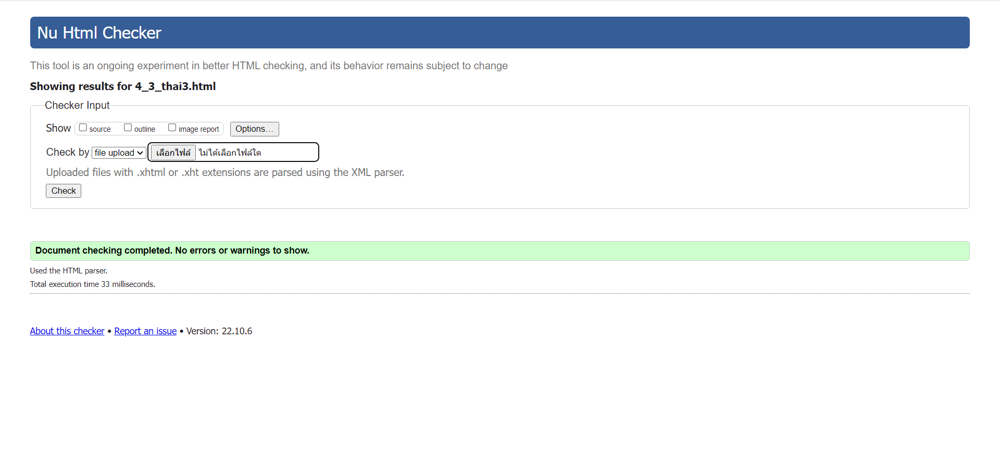 Nu Html Checker
This tool is an ongoing experiment in better HTML checking, and its behavior remains subject to change
Showing results for 4_3_thai3.html
Checker Input
Show source outline image report Options...
Check by file upload เลือกไฟล์ ไม่ได้เลือกไฟล์ใด
Uploaded files with .xhtml or .xht extensions are parsed using the XML parser.
Check
Document checking completed. No errors or warnings to show.
Used the HTML parser.
Total execution time 33 milliseconds.
About this checker • Report an issue • Version: 22.10.6